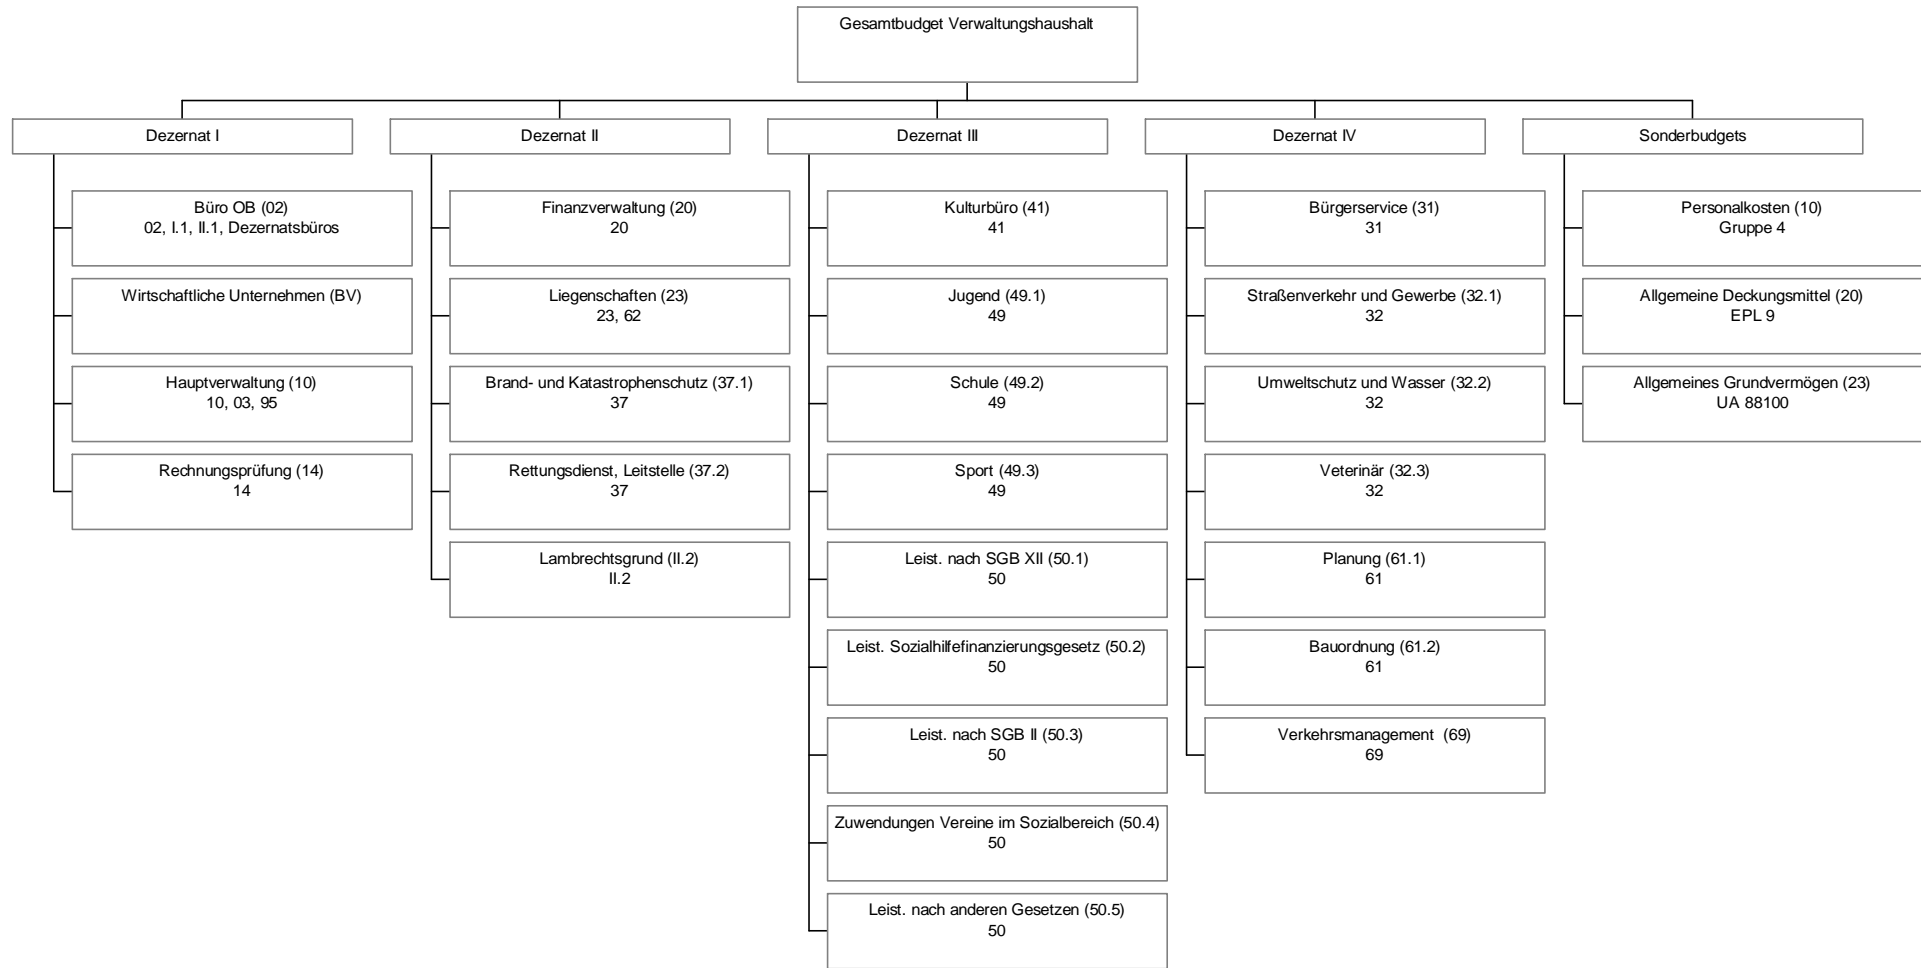 Gesamtbudget Verwaltungshaushalt
Dezernat I
Büro OB (02)
02, I.1, II.1, Dezernatsbüros
Wirtschaftliche Unternehmen (BV)
Hauptverwaltung (10)
10, 03, 95
Rechnungsprüfung (14)
14
Dezernat II
Finanzverwaltung (20)
20
Liegenschaften (23)
23, 62
Brand- und Katastrophenschutz (37.1)
37
Rettungsdienst, Leitstelle (37.2)
37
Lambrechtsgrund (II.2)
II.2
Dezernat III
Kulturbüro (41)
41
Jugend (49.1)
49
Schule (49.2)
49
Sport (49.3)
49
Leist. nach SGB XII (50.1)
50
Leist. Sozialhilfefinanzierungsgesetz (50.2)
50
Leist. nach SGB II (50.3)
50
Zuwendungen Vereine im Sozialbereich (50.4)
50
Leist. nach anderen Gesetzen (50.5)
50
Dezernat IV
Bürgerservice (31)
31
Straßenverkehr und Gewerbe (32.1)
32
Umweltschutz und Wasser (32.2)
32
Veterinär (32.3)
32
Planung (61.1)
61
Bauordnung (61.2)
61
Verkehrsmanagement (69)
69
Sonderbudgets
Personalkosten (10)
Gruppe 4
Allgemeine Deckungsmittel (20)
EPL 9
Allgemeines Grundvermögen (23)
UA 88100